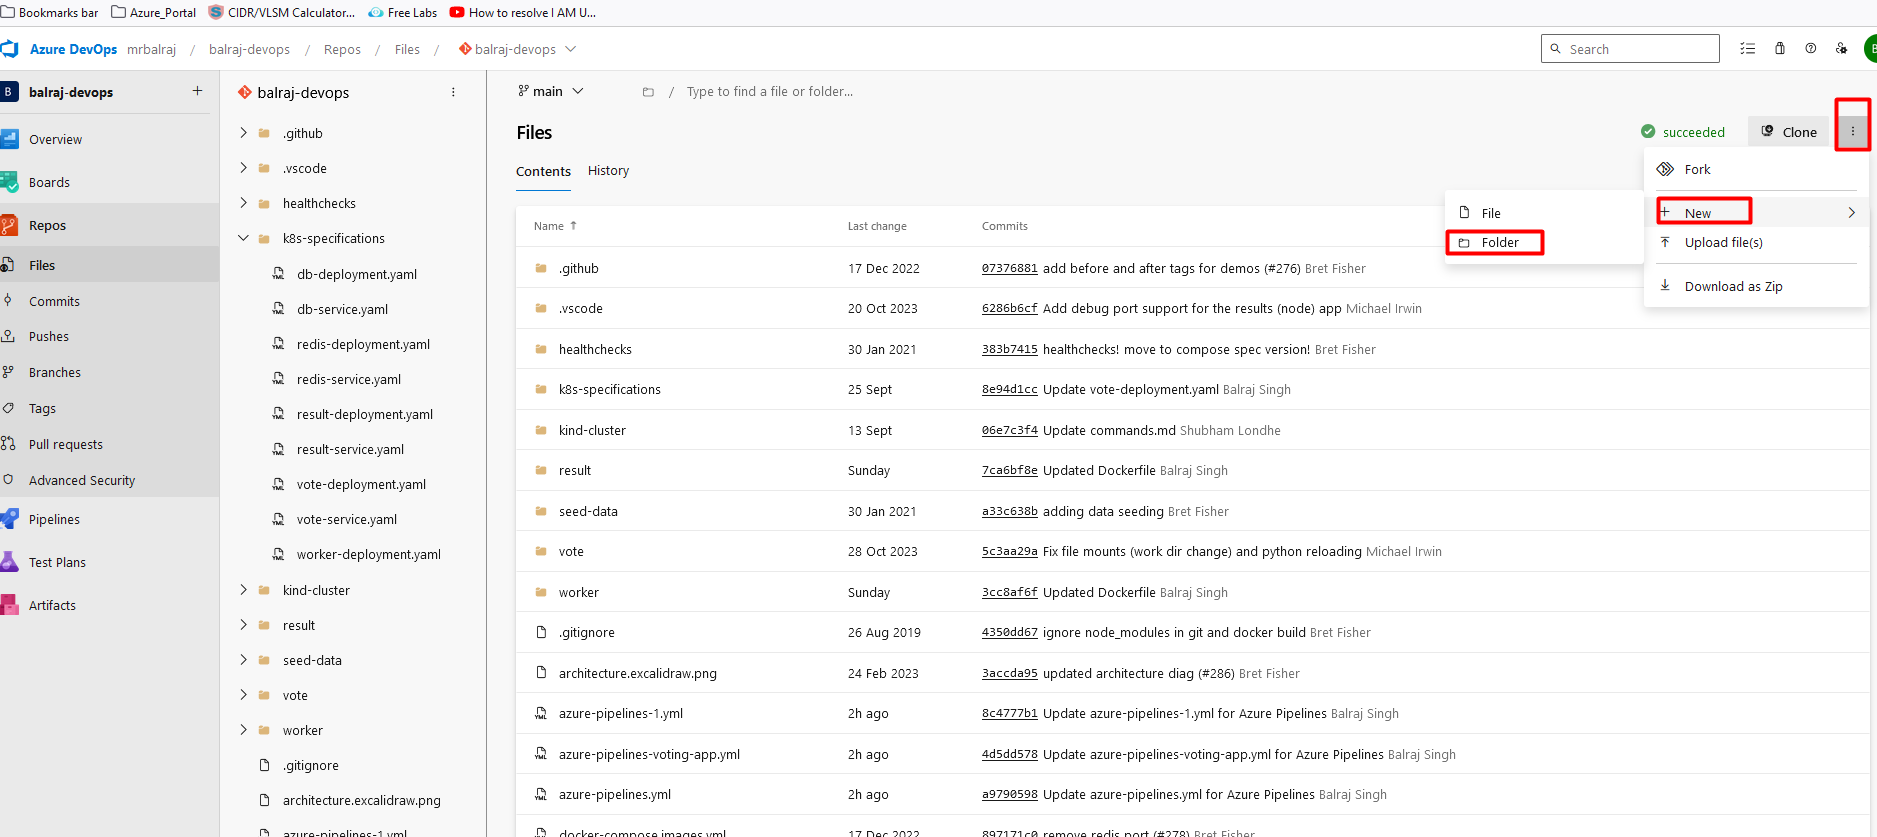 Bookmarks bar Azure_Portal CIDR/VLSM Calculator... Free Labs How to resolve I AM U...
Azure DevOps mrbalraj / balraj-devops / Repos / Files / balraj-devops Search
B balraj-devops +
Overview
Boards
Repos
Files
Commits
Pushes
Branches
Tags
Pull requests
Advanced Security
Pipelines
Test Plans
Artifacts
balraj-devops
.github
.vscode
healthchecks
k8s-specifications
db-deployment.yaml
db-service.yaml
redis-deployment.yaml
redis-service.yaml
result-deployment.yaml
result-service.yaml
vote-deployment.yaml
vote-service.yaml
worker-deployment.yaml
kind-cluster
result
seed-data
vote
worker
.gitignore
architecture.excalidraw.png
azure-pipelines-1.yml
main / Type to find a file or folder...
Files
succeeded Clone
Contents History
Fork
New
Upload file(s)
Download as Zip
File
Folder
Name Last change Commits
.github 17 Dec 2022 07376881 add before and after tags for demos (#276) Bret Fisher
.vscode 20 Oct 2023 6286b6cf Add debug port support for the results (node) app Michael Irwin
healthchecks 30 Jan 2021 383b7415 healthchecks! move to compose spec version! Bret Fisher
k8s-specifications 25 Sept 8e94d1cc Update vote-deployment.yaml Balraj Singh
kind-cluster 13 Sept 06e7c3f4 Update commands.md Shubham Londhe
result Sunday 7ca6bf8e Updated Dockerfile Balraj Singh
seed-data 30 Jan 2021 a33c638b adding data seeding Bret Fisher
vote 28 Oct 2023 5c3aa29a Fix file mounts (work dir change) and python reloading Michael Irwin
worker Sunday 3cc8af6f Updated Dockerfile Balraj Singh
.gitignore 26 Aug 2019 4350dd67 ignore node_modules in git and docker build Bret Fisher
architecture.excalidraw.png 24 Feb 2023 3accda95 updated architecture diag (#286) Bret Fisher
azure-pipelines-1.yml 2h ago 8c4777b1 Update azure-pipelines-1.yml for Azure Pipelines Balraj Singh
azure-pipelines-voting-app.yml 2h ago 4d5dd578 Update azure-pipelines-voting-app.yml for Azure Pipelines Balraj Singh
azure-pipelines.yml 2h ago a9790598 Update azure-pipelines.yml for Azure Pipelines Balraj Singh
docker-compose.images.yml 17 Dec 2022 897171c0 remove redis port (#278) Bret Fisher